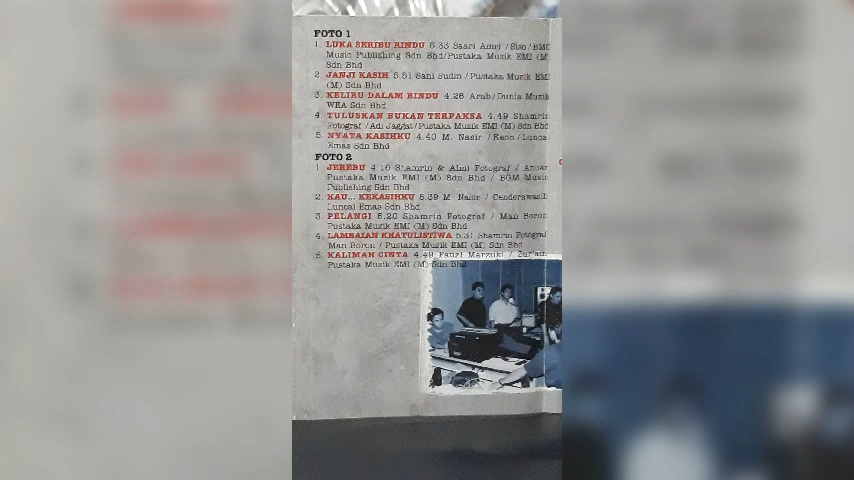 FOTO 1
1. LUKA SERIBU RINDU 5.33 Saari Amri / Siso / BMG
Music Publishing Sdn Bhd/Pustaka Muzik EMI (M)
Sdn Bhd
2. JANJI KASIH 5.51 Sani Sudin / Pustaka Muzik EMI
(M) Sdn Bhd
3. KELIRU DALAM RINDU 4.26 Arab/Dunia Muzik
WEA Sdn Bhd
4. TULUSKAN BUKAN TERPAKSA 4.49 Shamrin
Fotograf /Adi Jagat/Pustaka Muzik EMI (M) Sdn Bhd
5. NYATA KASIHKU 4.40 M. Nasir / Keon / Luncai
Emas Sdn Bhd
FOTO 2
1. JEREBU 4.16 Shamrin & Alni Fotograf /
Pustaka Muzik EMI (M) Sdn Bhd / BGM Music
Publishing Sdn Bhd
2. KAU... KEKASIHKU 5.39 M. Nasir / Cenderawasih
Luncai Emas Sdn Bhd
3. PELANGI 5.20 Shamrin Fotograf / Man Boron
Pustaka Muzik EMI (M) Sdn Bhd
4. LAMBAIAN KHATULISTIWA 5.31 Shamrin Fotograf
Man Boron / Pustaka Muzik EMI (M) Sdn Bhd
5. KALIMAH CINTA 4.49 Fauzi Marzuki /
Pustaka Muzik EMI (M) Sdn Bhd